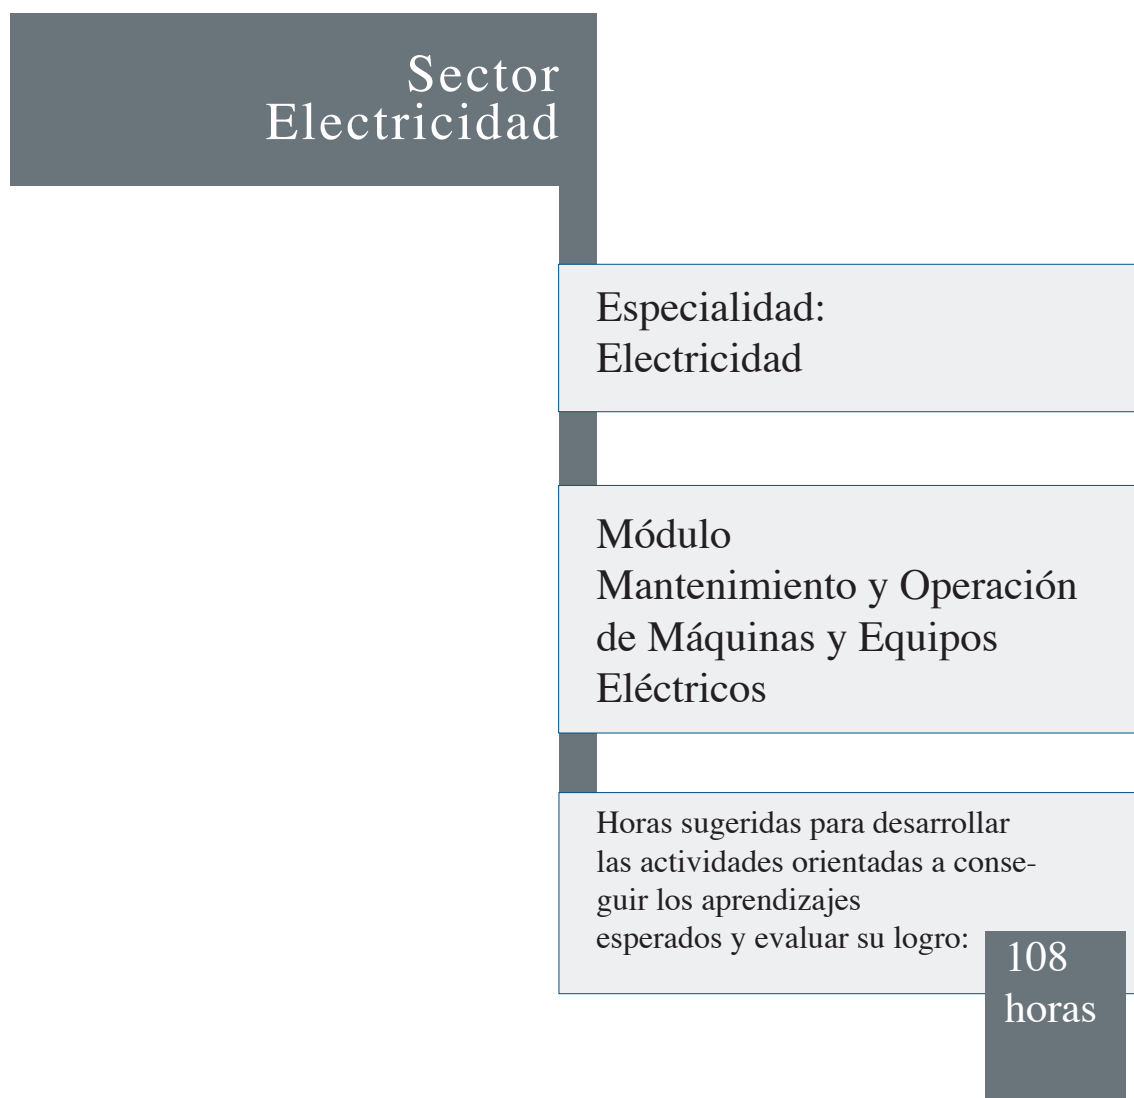 Sector
Electricidad
Especialidad:
Electricidad
Módulo
Mantenimiento y Operación
de Máquinas y Equipos
Eléctricos
Horas sugeridas para desarrollar
las actividades orientadas a conse-
guir los aprendizajes
esperados y evaluar su logro:
108
horas